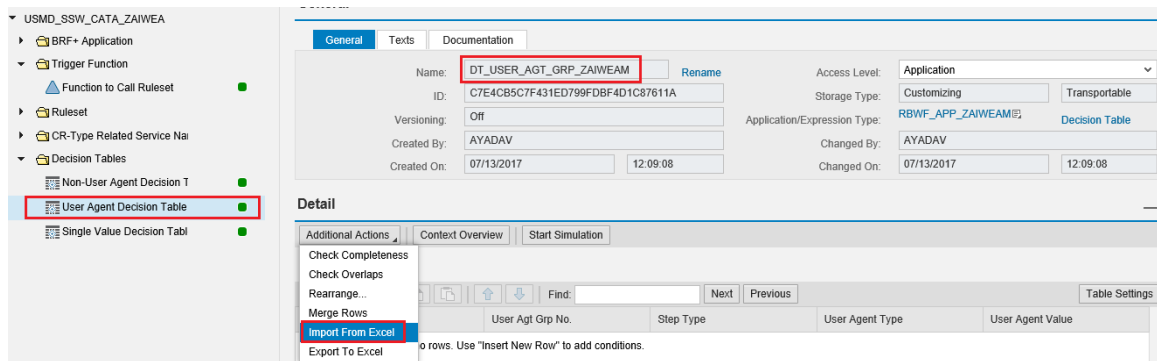 USMD_SSW_CATA_ZAIWEA
BRF+ Application
Trigger Function
Function to Call Ruleset
Ruleset
CR-Type Related Service Nar
Decision Tables
Non-User Agent Decision T
User Agent Decision Table
Single Value Decision Tabl
General Texts Documentation
Name: DT_USER_AGT_GRP_ZAIWEAM Rename Access Level: Application
ID: C7E4CB5C7F431ED799FDBF4D1C87611A Storage Type: Customizing Transportable
Versioning: Off Application/Expression Type: RBWF_APP_ZAIWEAM Decision Table
Created By: AYADAV Changed By: AYADAV
Created On: 07/13/2017 12:09:08 Changed On: 07/13/2017 12:09:08
Detail
Additional Actions Context Overview Start Simulation
Check Completeness
Check Overlaps
Rearrange... Find: Next Previous Table Settings
Merge Rows
User Agt Grp No. Step Type User Agent Type User Agent Value
Import From Excel
o rows. Use "Insert New Row" to add conditions.
Export To Excel